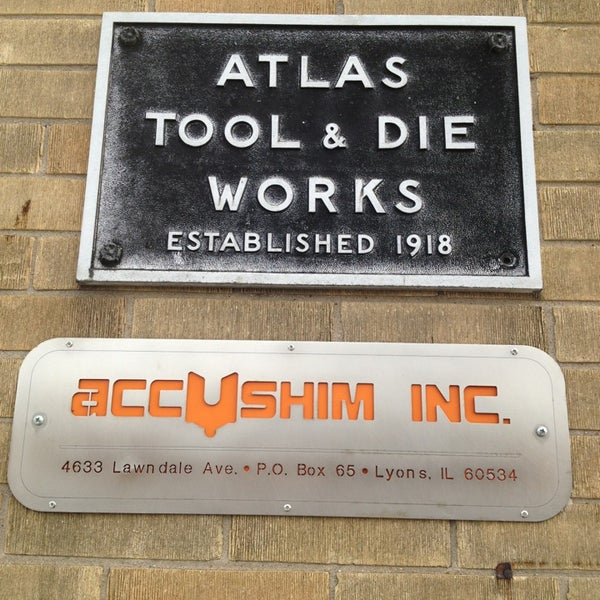 ATLAS
TOOL & DIE
WORKS
ESTABLISHED 1918
accushim inc.
4633 Lawndale Ave. • P.O. Box 65 • Lyons, IL 60534